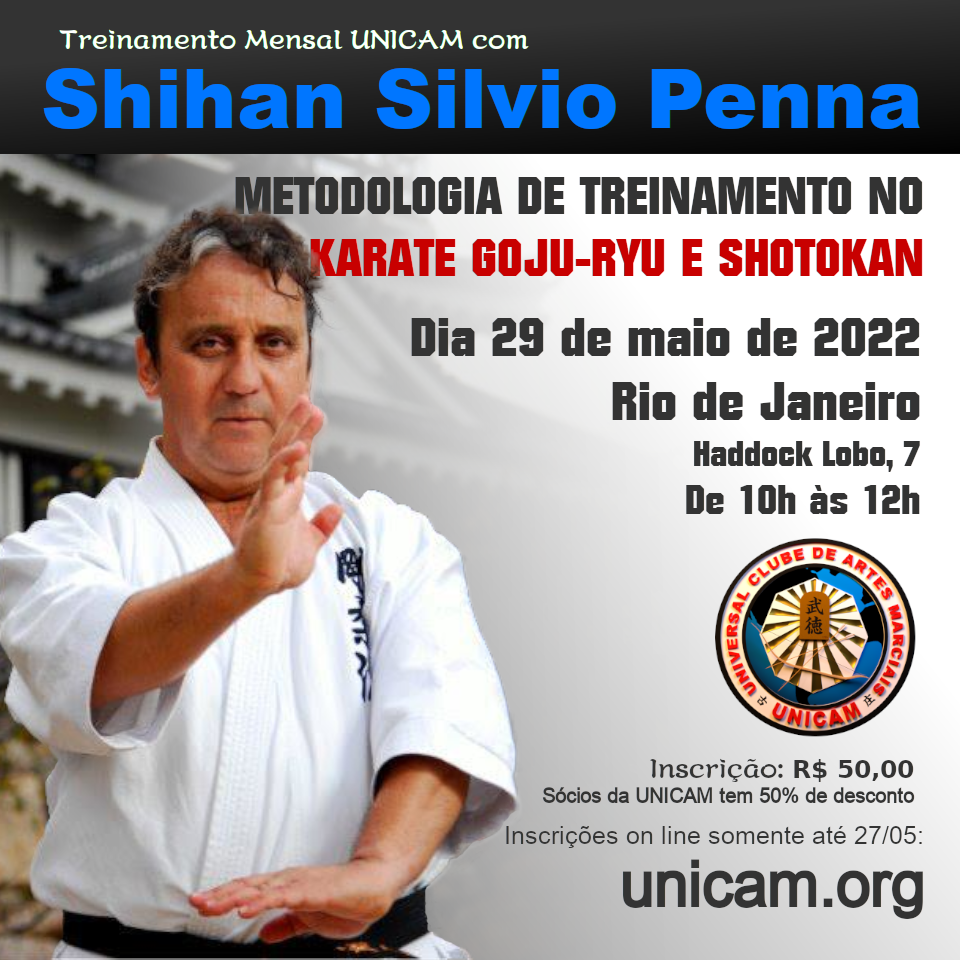 Treinamento Mensal UNICAM com
Shihan Silvio Penna
METODOLOGIA DE TREINAMENTO NO
KARATE GOJU-RYU E SHOTOKAN
Dia 29 de maio de 2022
Rio de Janeiro
Haddock Lobo, 7
De 10h às 12h
UNIVERSAL CLUBE DE ARTES MARCIAIS
武徳
古 UNICAM 庄
Inscrição: R$ 50,00
Sócios da UNICAM tem 50% de desconto
Inscrições on line somente até 27/05:
unicam.org